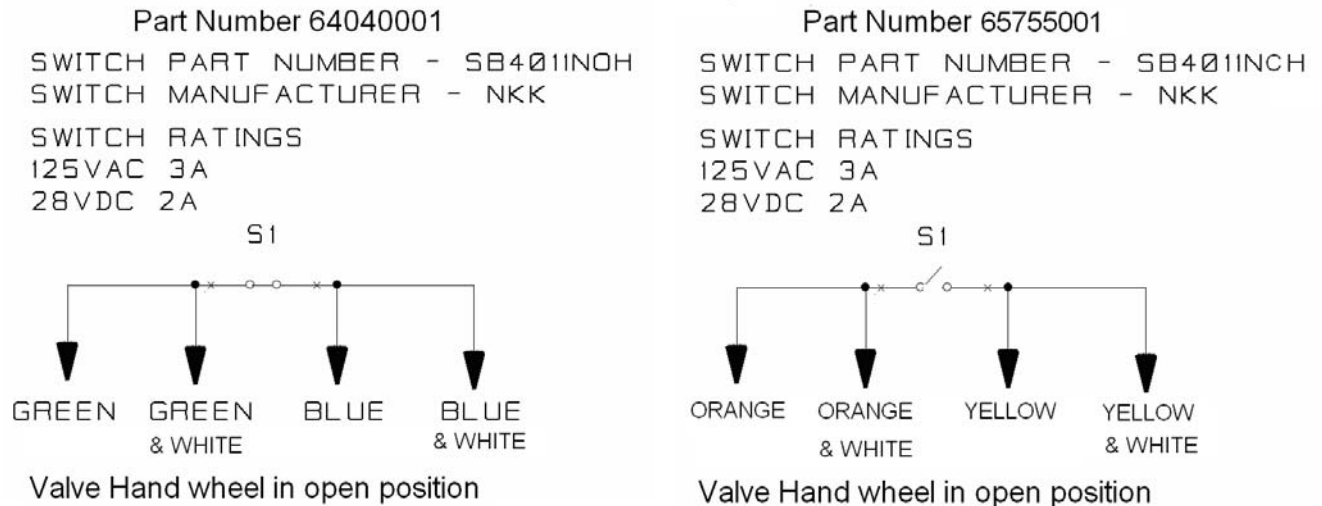 Part Number 64040001
SWITCH PART NUMBER - SB4011NOH
SWITCH MANUFACTURER - NKK
SWITCH RATINGS
125VAC 3A
28VDC 2A
S1
GREEN
GREEN
& WHITE
BLUE
BLUE
& WHITE
Valve Hand wheel in open position
Part Number 65755001
SWITCH PART NUMBER - SB4011NCH
SWITCH MANUFACTURER - NKK
SWITCH RATINGS
125VAC 3A
28VDC 2A
S1
ORANGE
ORANGE
& WHITE
YELLOW
YELLOW
& WHITE
Valve Hand wheel in open position